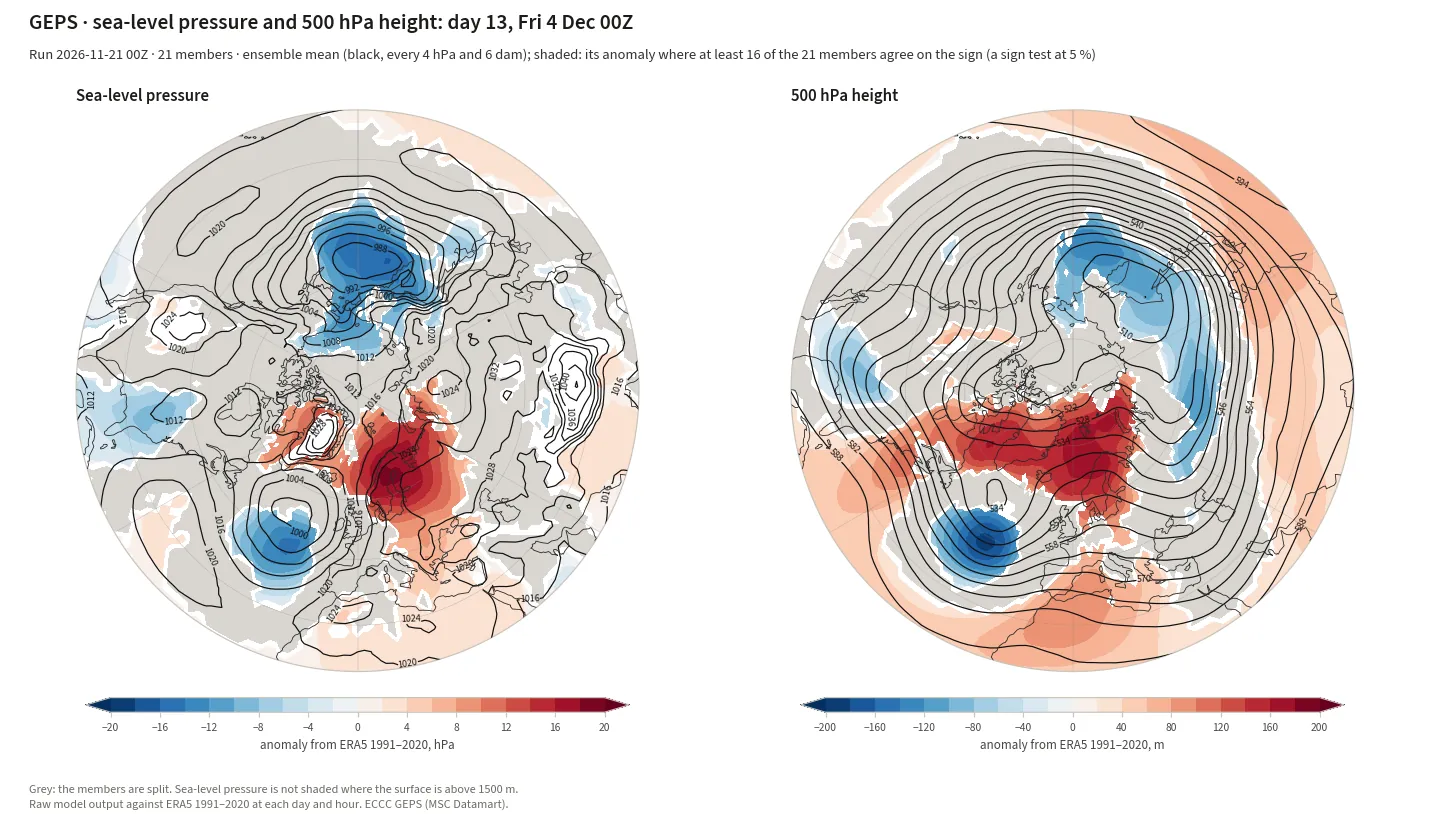 GEPS · sea-level pressure and 500 hPa height: day 13, Fri 4 Dec 00Z
Run 2026-11-21 00Z · 21 members · ensemble mean (black, every 4 hPa and 6 dam); shaded: its anomaly where at least 16 of the 21 members agree on the sign (a sign test at 5 %)
Sea-level pressure
500 hPa height
−20 −16 −12 −8 −4 0 4 8 12 16 20
anomaly from ERA5 1991–2020, hPa
−200 −160 −120 −80 −40 0 40 80 120 160 200
anomaly from ERA5 1991–2020, m
Grey: the members are split. Sea-level pressure is not shaded where the surface is above 1500 m.
Raw model output against ERA5 1991–2020 at each day and hour. ECCC GEPS (MSC Datamart).